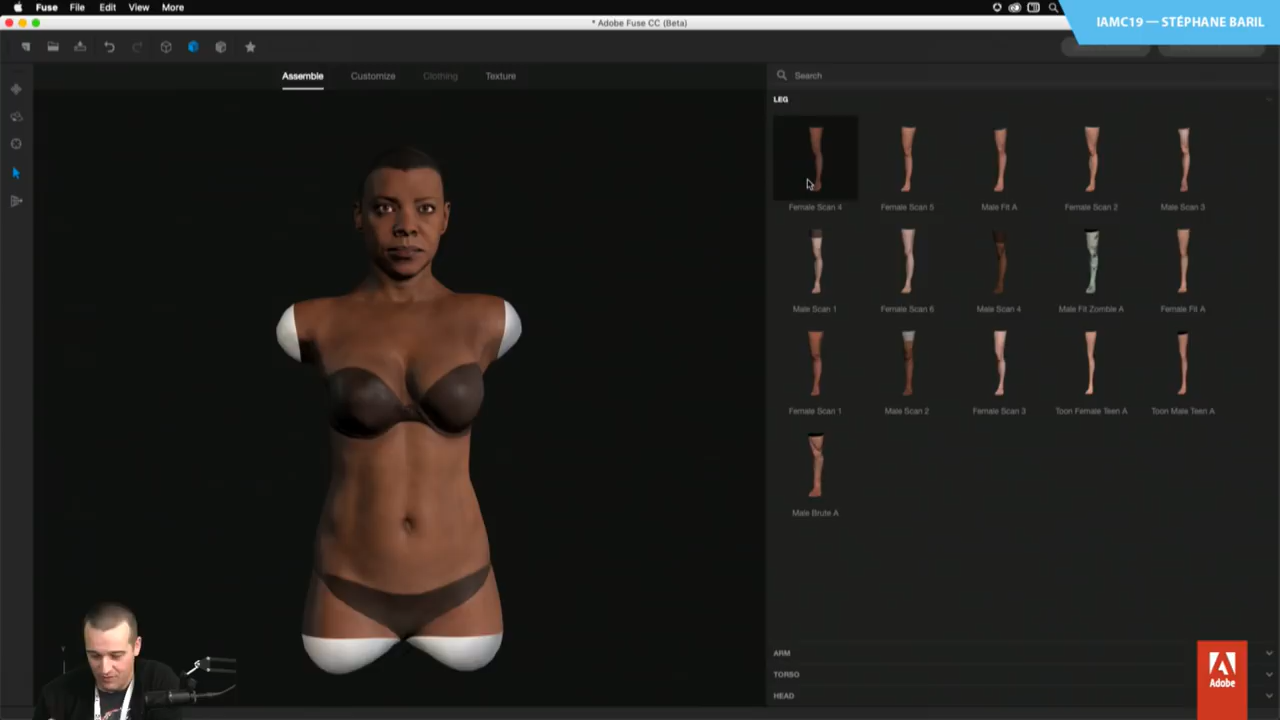 Fuse File Edit View More
IAMC19 — STÉPHANE BARIL
* Adobe Fuse CC (Beta)
Assemble Customize Clothing Texture
Search
LEG
Female Scan 4 Female Scan 5 Male Fit A Female Scan 2 Male Scan 3
Male Scan 1 Female Scan 6 Male Scan 4 Male Fit Zombie A Female Fit A
Female Scan 1 Male Scan 2 Female Scan 3 Toon Female Teen A Toon Male Teen A
Male Brute A
ARM
TORSO
HEAD
Adobe